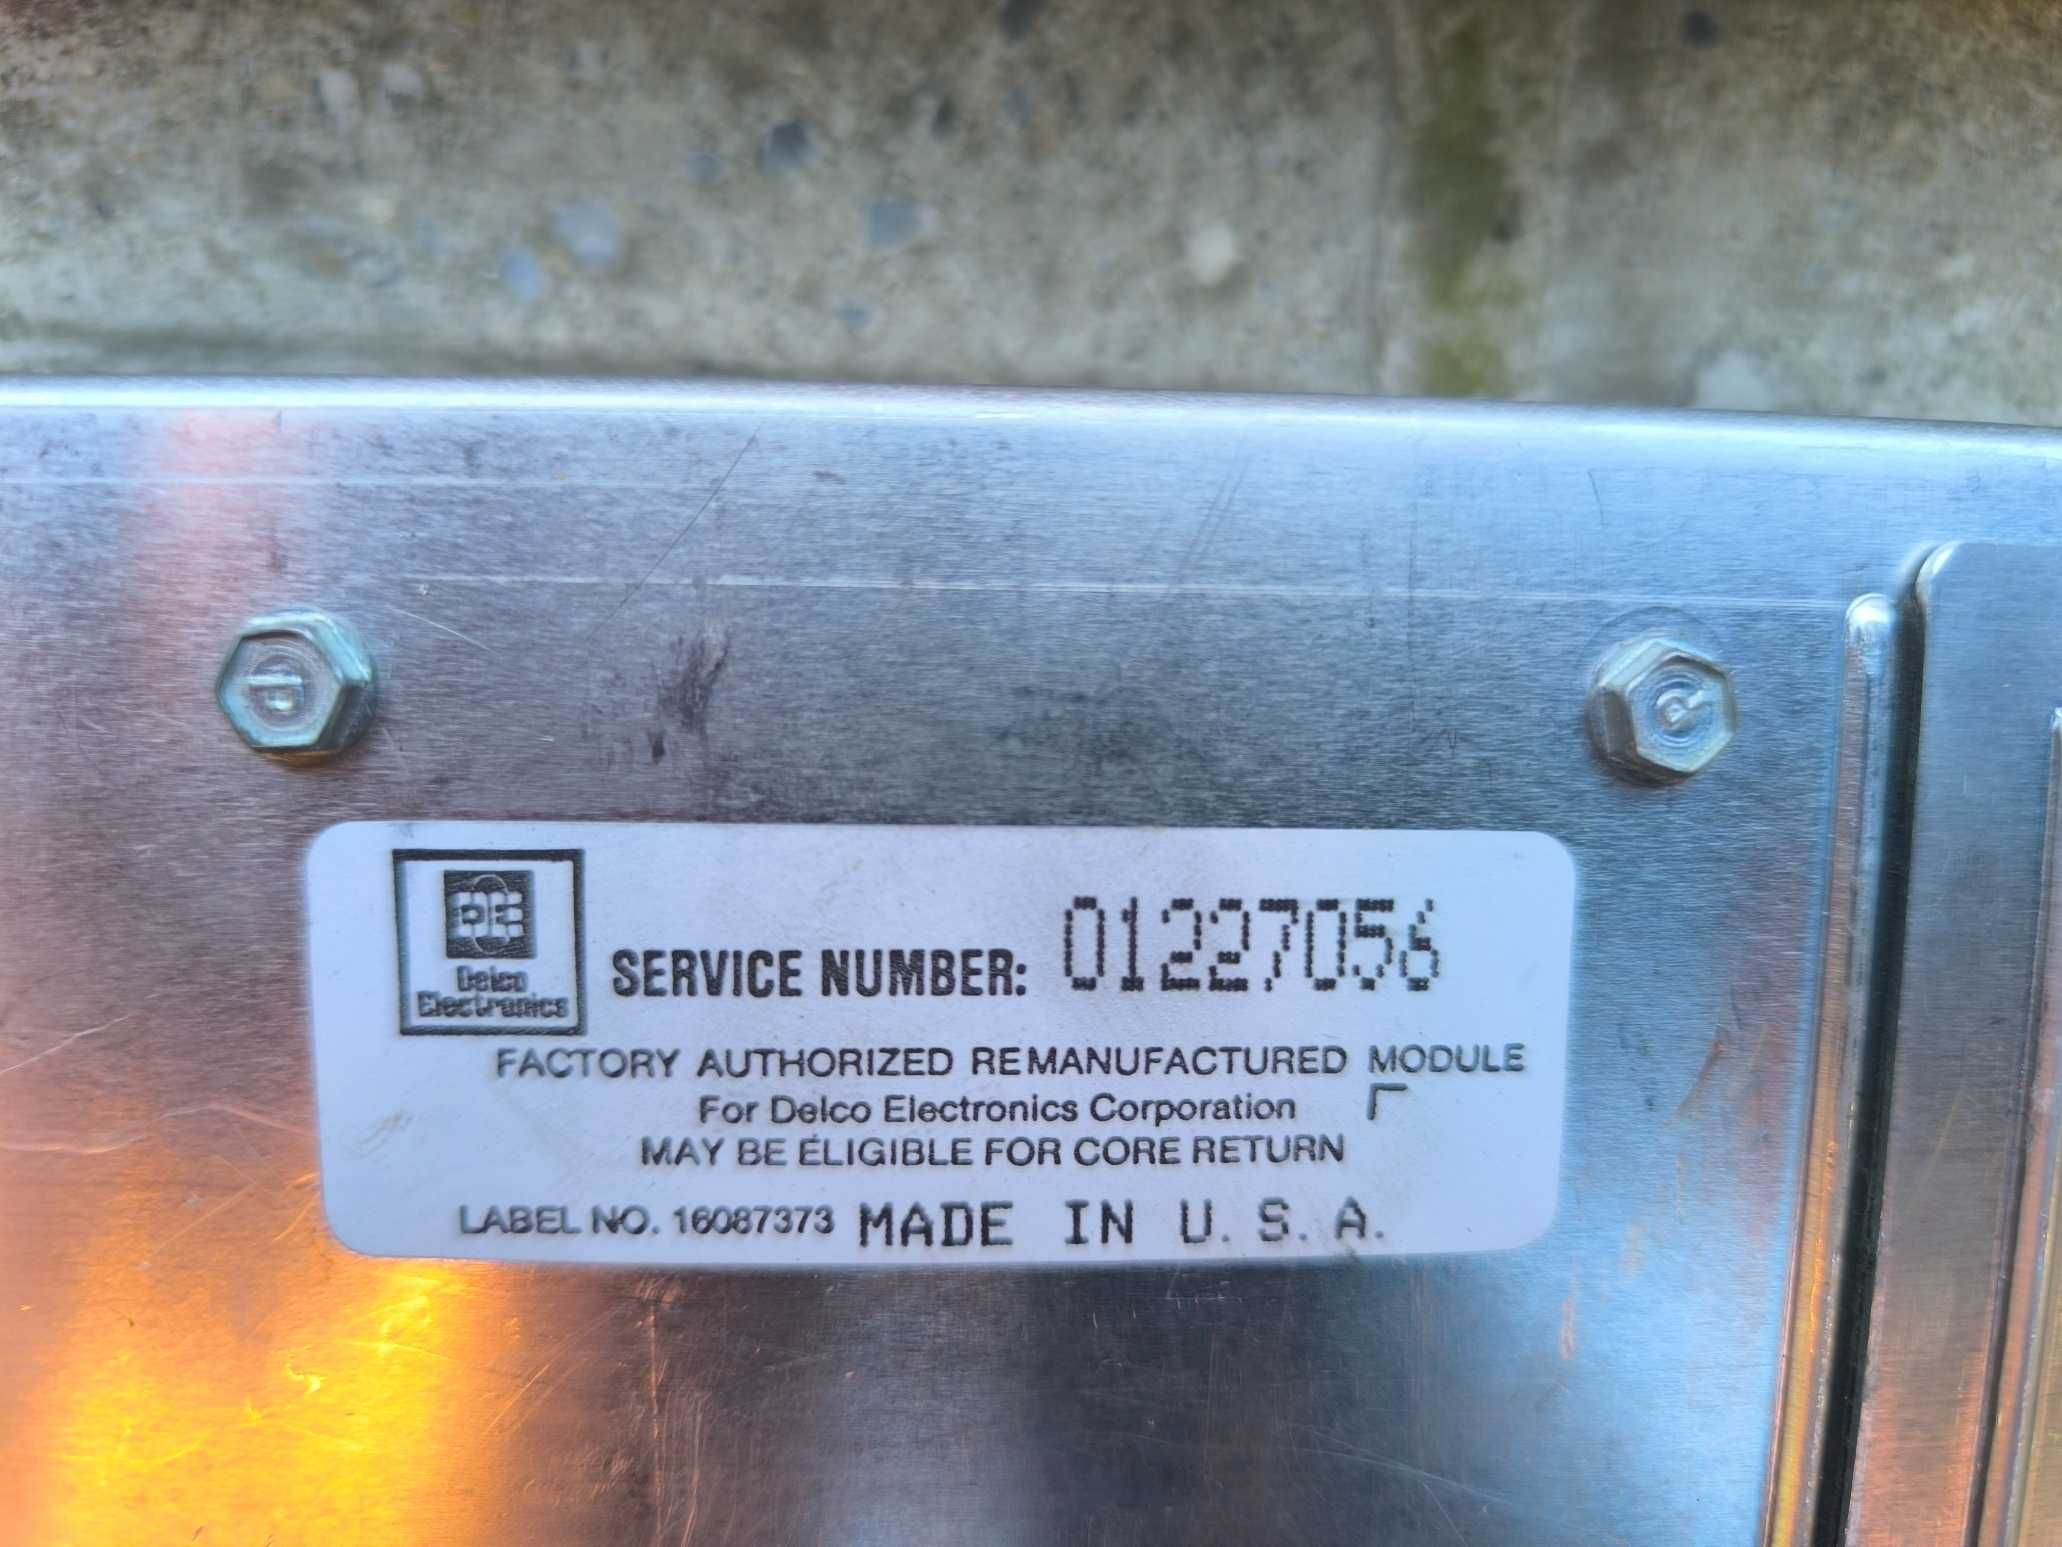 DE
Delco
Electronics
SERVICE NUMBER: 01227056
FACTORY AUTHORIZED REMANUFACTURED MODULE
For Delco Electronics Corporation
MAY BE ELIGIBLE FOR CORE RETURN
LABEL NO. 16087373 MADE IN U.S.A.